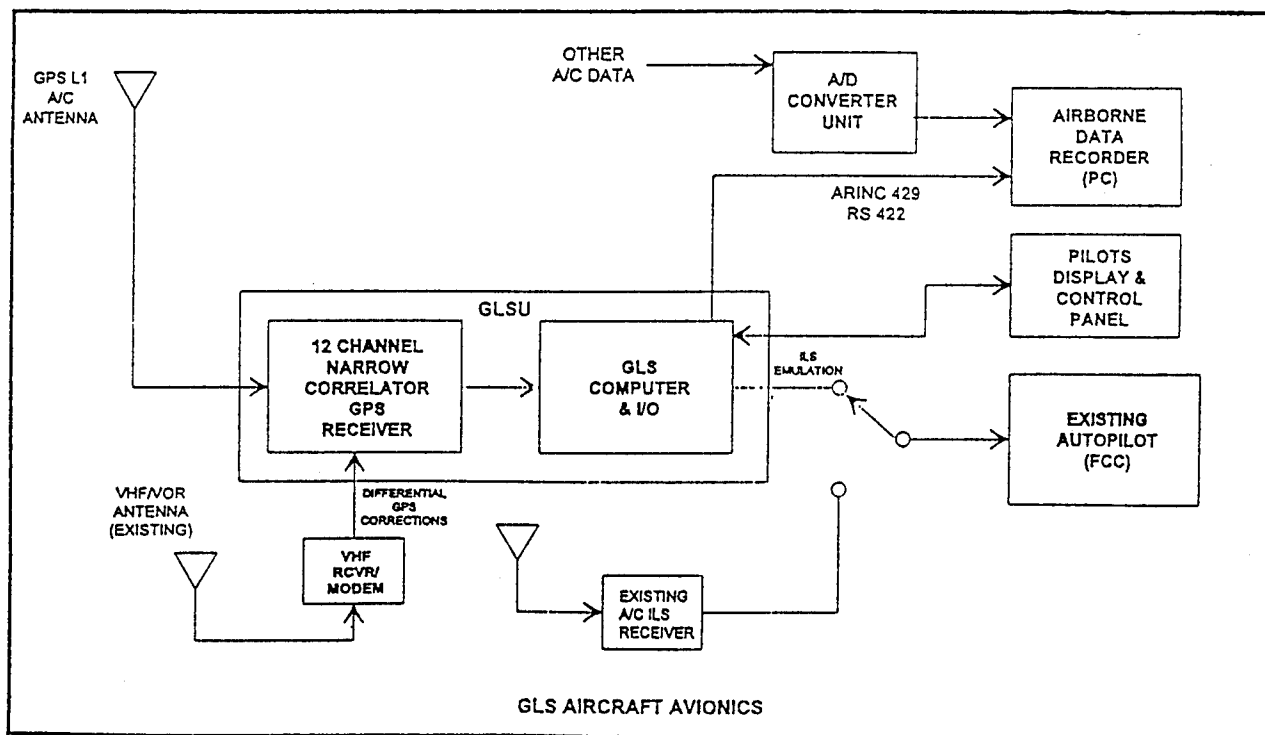 GPS L1
A/C
ANTENNA
OTHER
A/C DATA
A/D
CONVERTER
UNIT
AIRBORNE
DATA
RECORDER
(PC)
ARINC 429
RS 422
PILOTS
DISPLAY &
CONTROL
PANEL
GLSU
12 CHANNEL
NARROW
CORRELATOR
GPS
RECEIVER
GLS
COMPUTER
& I/O
ILS
EMULATION
EXISTING
AUTOPILOT
(FCC)
VHF/VOR
ANTENNA
(EXISTING)
DIFFERENTIAL
GPS
CORRECTIONS
VHF
RCVR/
MODEM
EXISTING
A/C ILS
RECEIVER
GLS AIRCRAFT AVIONICS